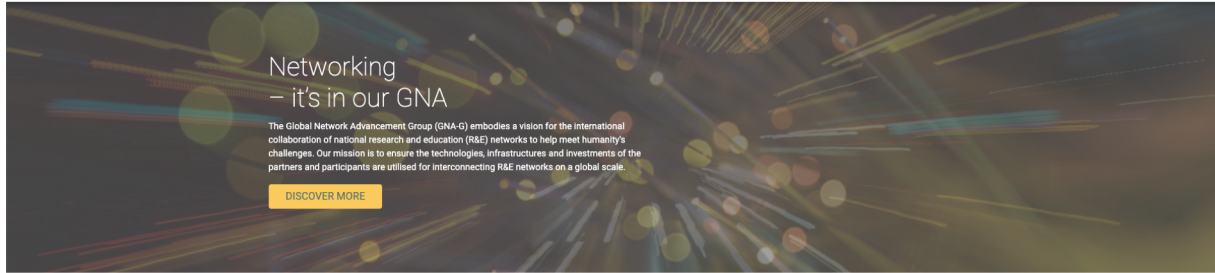 Networking
– it's in our GNA
The Global Network Advancement Group (GNA-G) embodies a vision for the international
collaboration of national research and education (R&E) networks to help meet humanity's
challenges. Our mission is to ensure the technologies, infrastructures and investments of the
partners and participants are utilised for interconnecting R&E networks on a global scale.
DISCOVER MORE